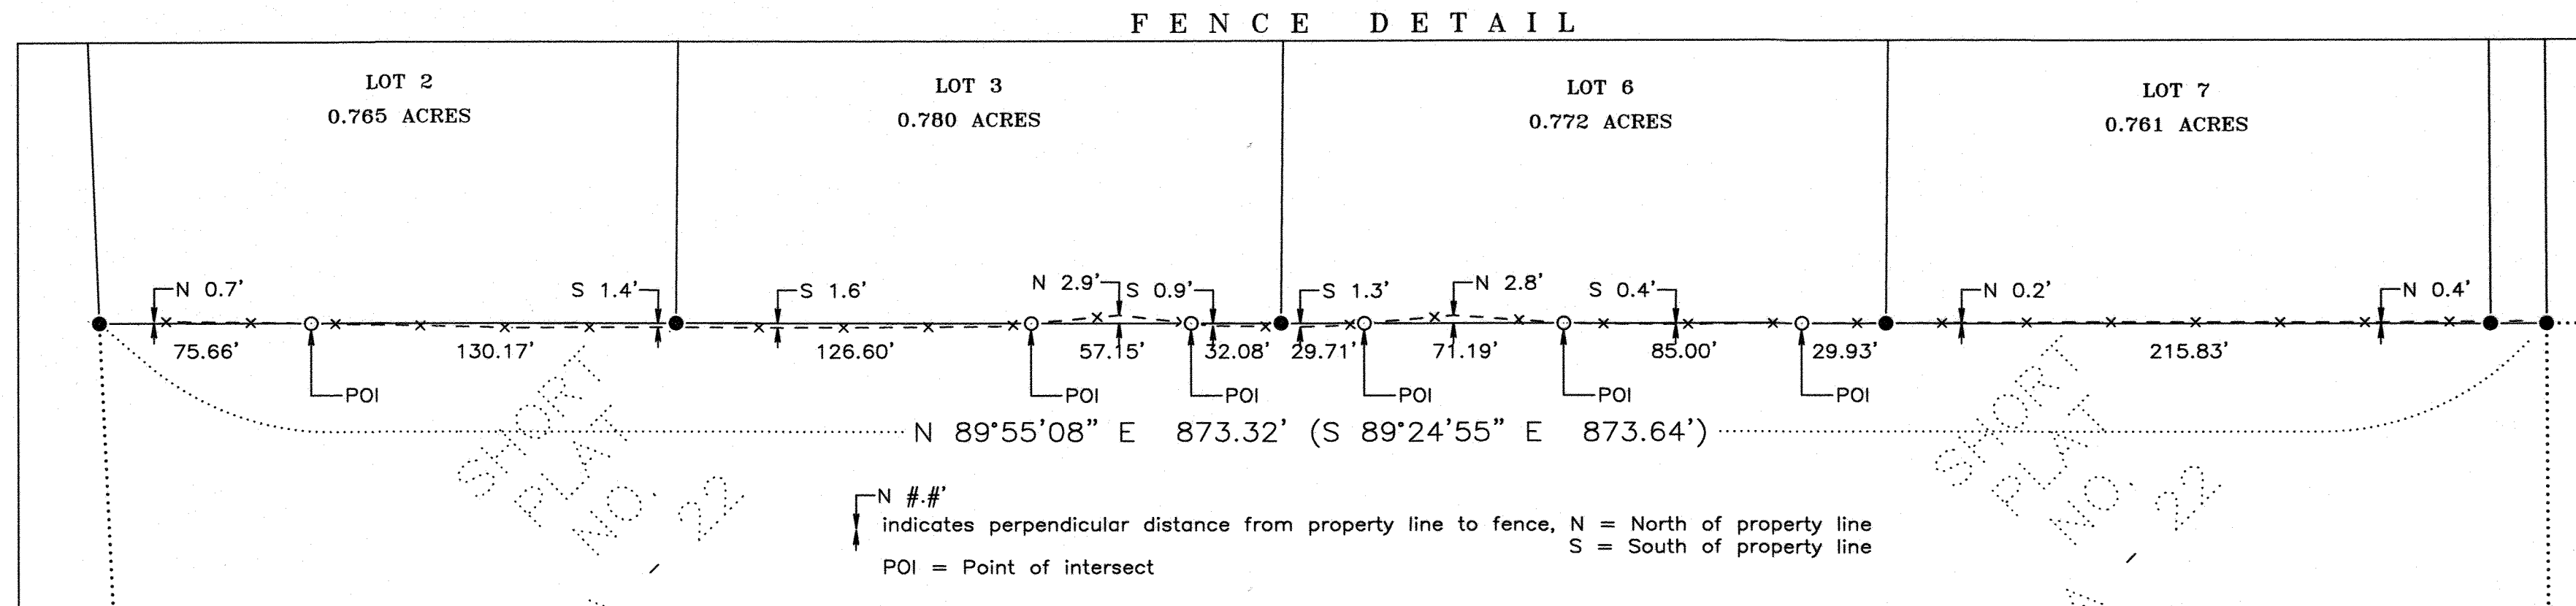 FENCE DETAIL
LOT 2
0.765 ACRES
LOT 3
0.780 ACRES
LOT 6
0.772 ACRES
LOT 7
0.761 ACRES
N 0.7'
S 1.4'
S 1.6'
N 2.9'
S 0.9'
S 1.3'
N 2.8'
S 0.4'
N 0.2'
N 0.4'
75.66'
130.17'
126.60'
57.15'
32.08'
29.71'
71.19'
85.00'
29.93'
215.83'
POI
POI
POI
POI
POI
POI
N 89°55'08" E 873.32' (S 89°24'55" E 873.64')
SHORT
PLAT
NO.
22
SHORT
PLAT
NO.
22
N #.#'
indicates perpendicular distance from property line to fence, N = North of property line
S = South of property line
POI = Point of intersect